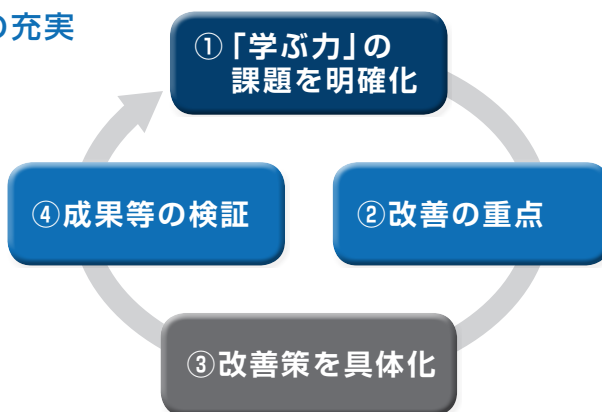 の充実
①「学ぶ力」の
課題を明確化
④成果等の検証
②改善の重点
③改善策を具体化